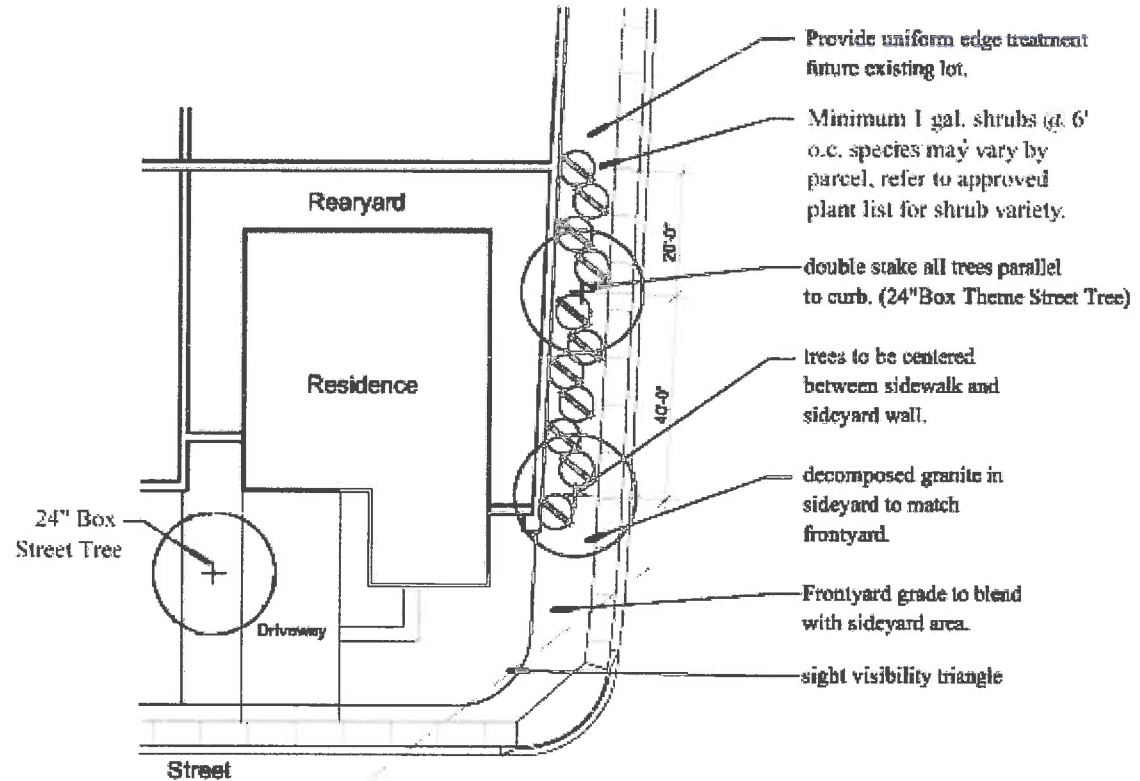 Provide uniform edge treatment
future existing lot.
Minimum 1 gal. shrubs @ 6'
o.c. species may vary by
parcel, refer to approved
plant list for shrub variety.
Rearyard
20'-0"
double stake all trees parallel
to curb. (24"Box Theme Street Tree)
Residence
trees to be centered
between sidewalk and
sideyard wall.
40'-0"
decomposed granite in
sideyard to match
frontyard.
24" Box
Street Tree
Frontyard grade to blend
with sideyard area.
Driveway
sight visibility triangle
Street